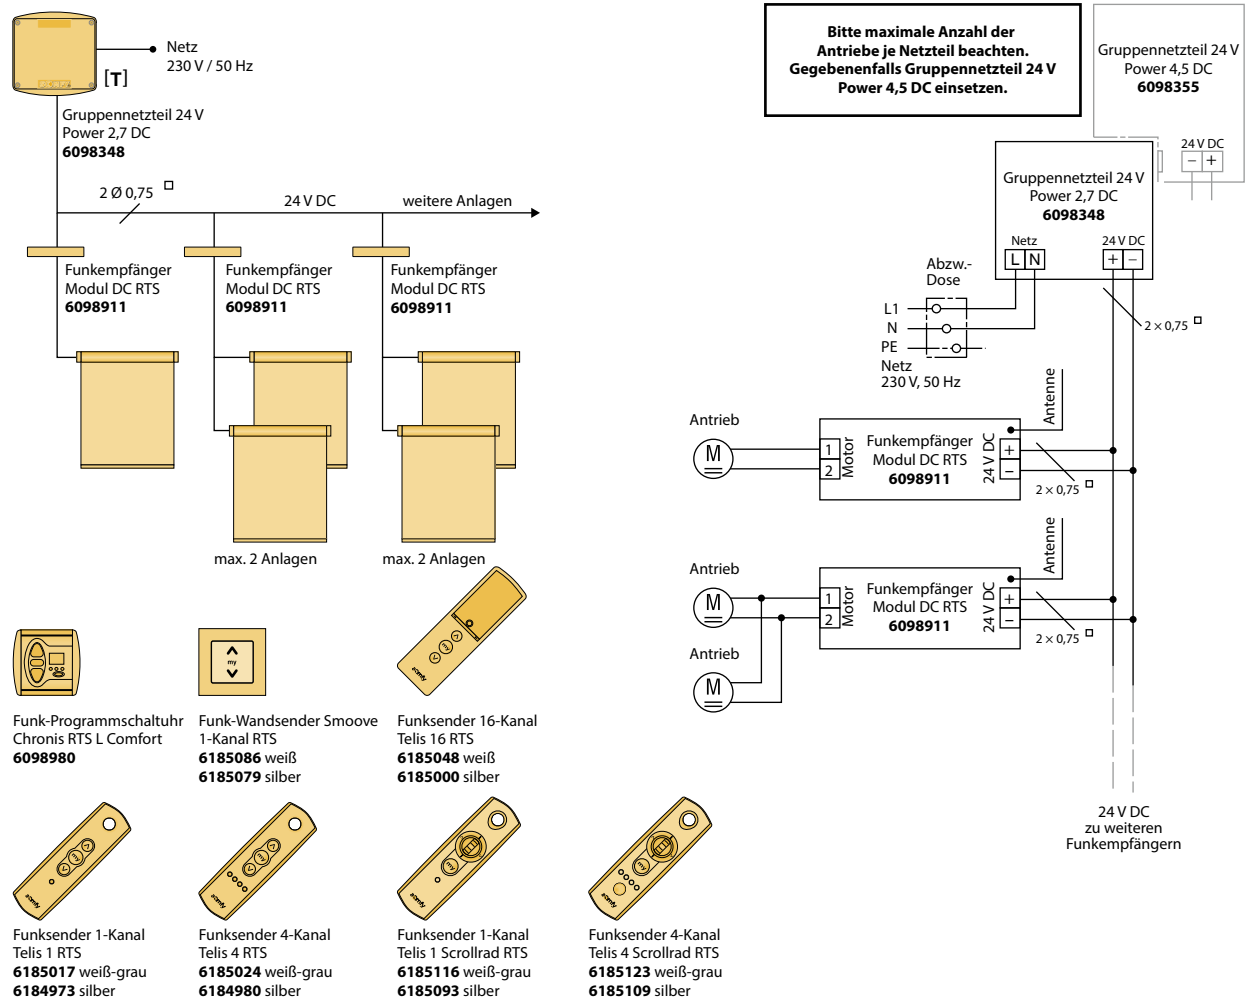 Netz
230 V / 50 Hz
[T]
Gruppennetzteil 24 V
Power 2,7 DC
6098348
2 Ø 0,75
24 V DC
weitere Anlagen
Funkempfänger
Modul DC RTS
6098911
Funkempfänger
Modul DC RTS
6098911
Funkempfänger
Modul DC RTS
6098911
max. 2 Anlagen
max. 2 Anlagen
my
somfy
Funk-Programmschaltuhr
Chronis RTS L Comfort
6098980
Funk-Wandsender Smoove
1-Kanal RTS
6185086 weiß
6185079 silber
Funksender 16-Kanal
Telis 16 RTS
6185048 weiß
6185000 silber
my
somfy
my
somfy
my
somfy
my
somfy
Funksender 1-Kanal
Telis 1 RTS
6185017 weiß-grau
6184973 silber
Funksender 4-Kanal
Telis 4 RTS
6185024 weiß-grau
6184980 silber
Funksender 1-Kanal
Telis 1 Scrollrad RTS
6185116 weiß-grau
6185093 silber
Funksender 4-Kanal
Telis 4 Scrollrad RTS
6185123 weiß-grau
6185109 silber
Bitte maximale Anzahl der
Antriebe je Netzteil beachten.
Gegebenenfalls Gruppennetzteil 24 V
Power 4,5 DC einsetzen.
Gruppennetzteil 24 V
Power 4,5 DC
6098355
24 V DC
– +
Gruppennetzteil 24 V
Power 2,7 DC
6098348
Netz
L N
24 V DC
+ –
Abzw.-
Dose
L1
N
PE
Netz
230 V, 50 Hz
2 × 0,75
Antenne
Antrieb
M
1
2
Motor
Funkempfänger
Modul DC RTS
6098911
24 V DC
+
–
2 × 0,75
Antenne
Antrieb
M
1
2
Motor
Funkempfänger
Modul DC RTS
6098911
24 V DC
+
–
2 × 0,75
Antrieb
M
24 V DC
zu weiteren
Funkempfängern